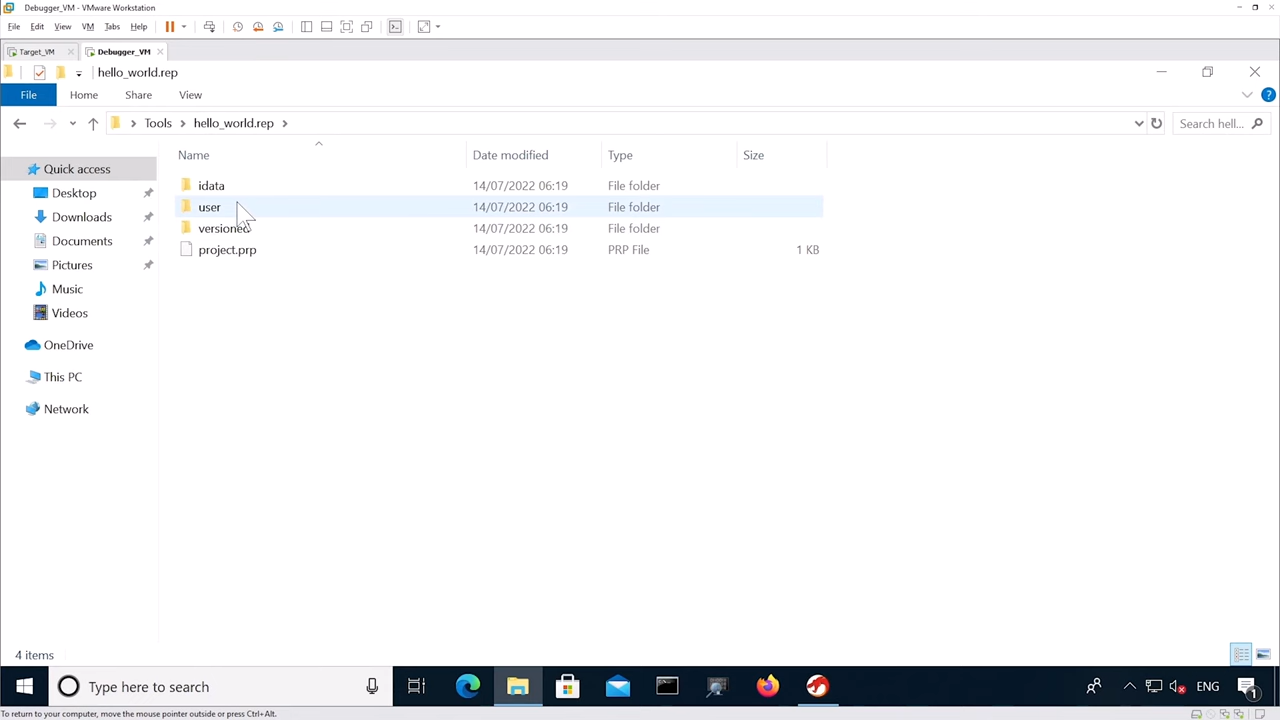 Debugger_VM - VMware Workstation
File Edit View VM Tabs Help
Target_VM Debugger_VM
hello_world.rep
File Home Share View
Tools hello_world.rep Search hell...
Name Date modified Type Size
Quick access
Desktop
Downloads
Documents
Pictures
Music
Videos
OneDrive
This PC
Network
idata 14/07/2022 06:19 File folder
user 14/07/2022 06:19 File folder
versioned 14/07/2022 06:19 File folder
project.prp 14/07/2022 06:19 PRP File 1 KB
4 items
Type here to search
ENG
1
To return to your computer, move the mouse pointer outside or press Ctrl+Alt.